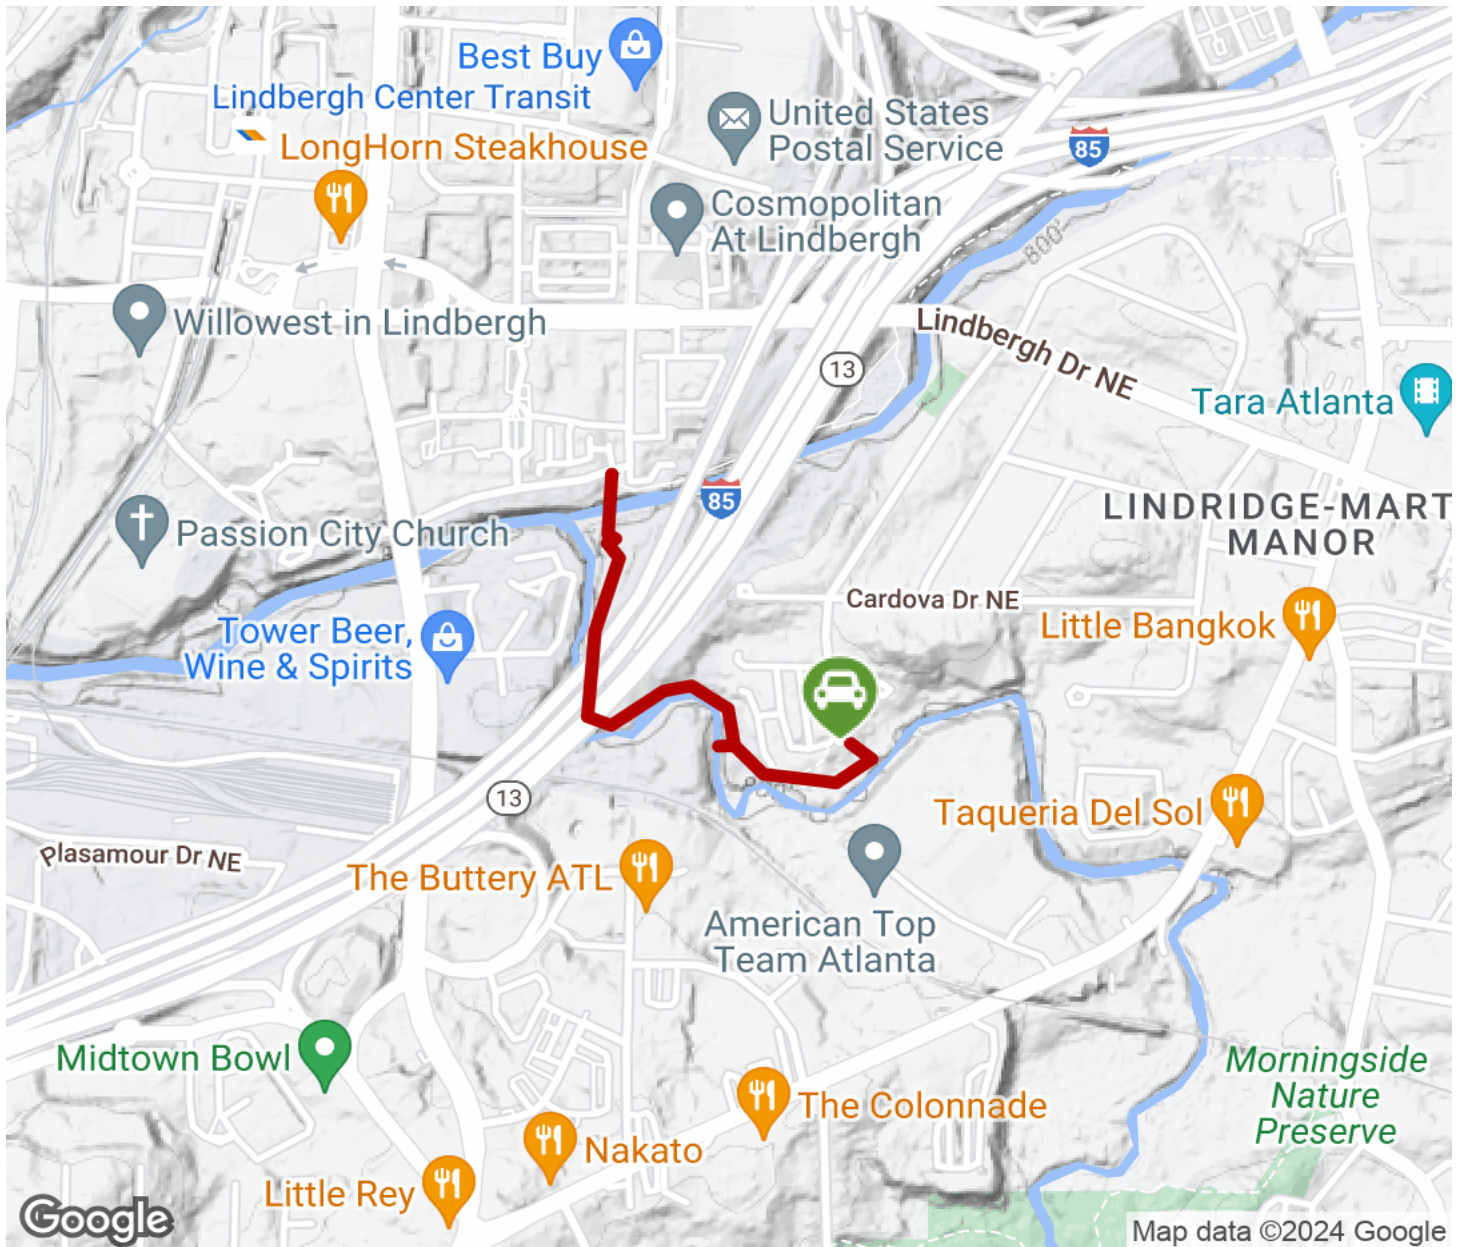 Best Buy
Lindbergh Center Transit
LongHorn Steakhouse
United States
Postal Service
85
Cosmopolitan
At Lindbergh
800'
Willowest in Lindbergh
Lindbergh Dr NE
13
Tara Atlanta
85
Passion City Church
LINDRIDGE-MART
MANOR
Cardova Dr NE
Little Bangkok
Tower Beer,
Wine & Spirits
13
Taqueria Del Sol
Plasamour Dr NE
The Buttery ATL
American Top
Team Atlanta
Midtown Bowl
Morningside
Nature
Preserve
The Colonnade
Nakato
Little Rey
Google
Map data ©2024 Google